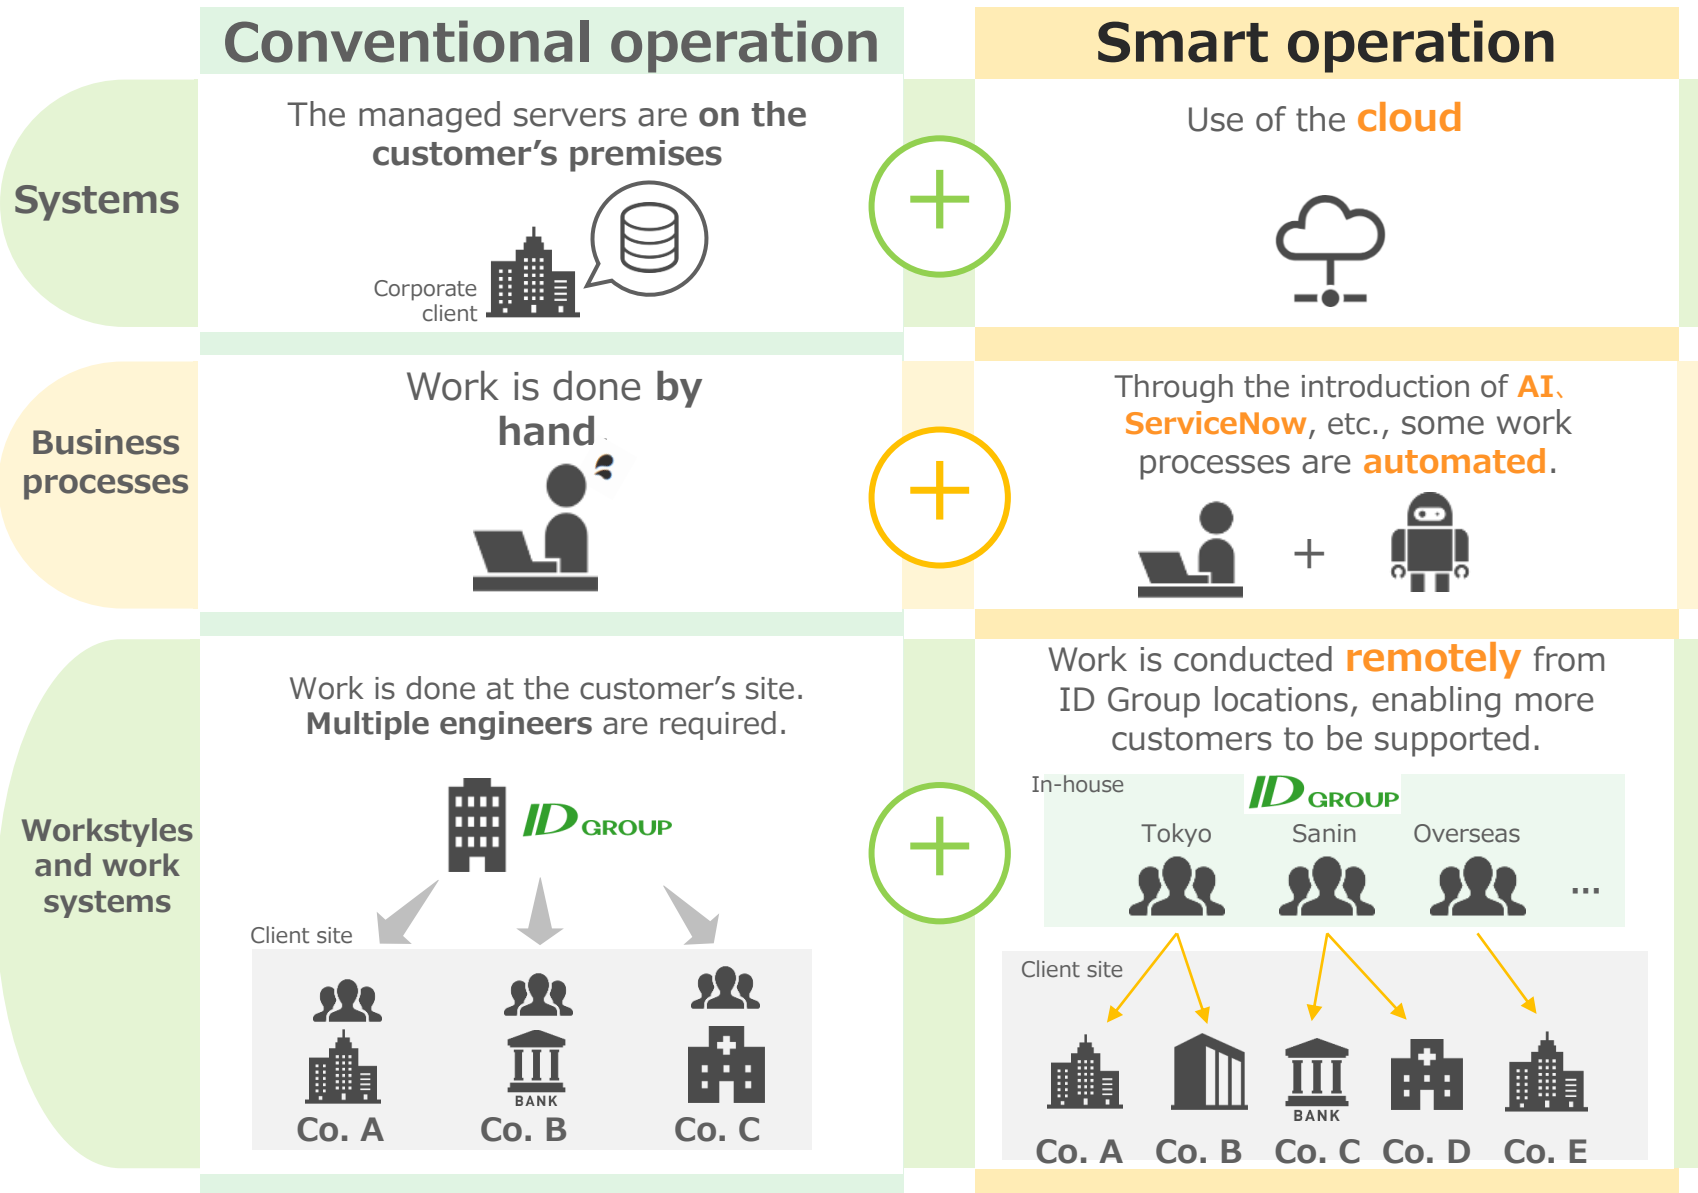 Conventional operation
Smart operation
Systems
The managed servers are on the
customer’s premises
Corporate
client
Use of the cloud
Business
processes
Work is done by
hand
Through the introduction of AI、
ServiceNow, etc., some work
processes are automated.
Workstyles
and work
systems
Work is done at the customer’s site.
Multiple engineers are required.
ID GROUP
Client site
BANK
Co. A
Co. B
Co. C
Work is conducted remotely from
ID Group locations, enabling more
customers to be supported.
In-house
ID GROUP
Tokyo
Sanin
Overseas
...
Client site
BANK
Co. A
Co. B
Co. C
Co. D
Co. E